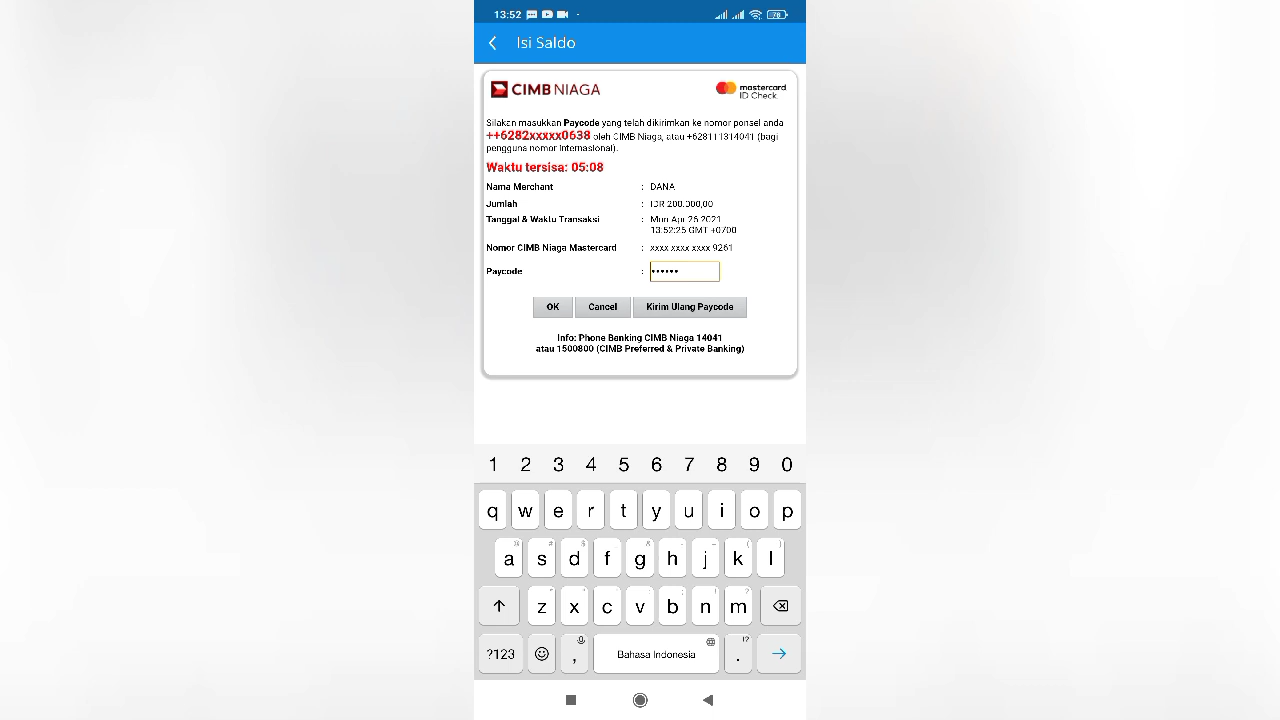 13:52
78
Isi Saldo
CIMB NIAGA
mastercard
ID Check.
Silakan masukkan Paycode yang telah dikirimkan ke nomor ponsel anda
++6282xxxxx0638 oleh CIMB Niaga, atau +628111314041 (bagi
pengguna nomor internasional).
Waktu tersisa: 05:08
Nama Merchant : DANA
Jumlah : IDR 200.000,00
Tanggal & Waktu Transaksi : Mon Apr 26 2021
13:52:25 GMT +0700
Nomor CIMB Niaga Mastercard : xxxx xxxx xxxx 9261
Paycode : ••••••
OK Cancel Kirim Ulang Paycode
Info: Phone Banking CIMB Niaga 14041
atau 1500800 (CIMB Preferred & Private Banking)
1 2 3 4 5 6 7 8 9 0
q w e r t y u i o p
a s d f g h j k l
z x c v b n m
?123 , Bahasa Indonesia . !?